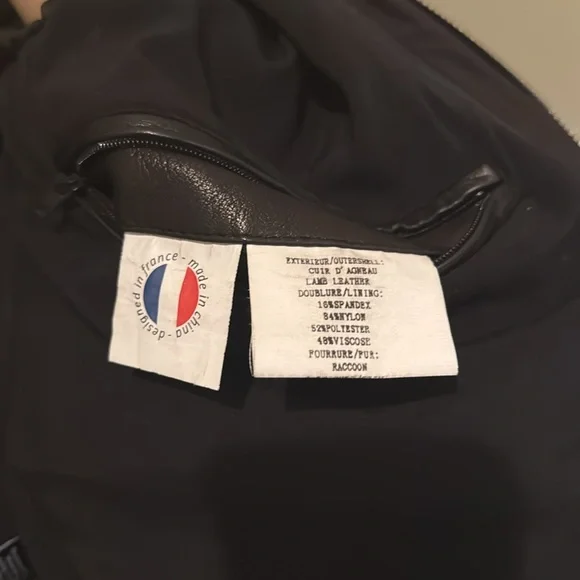 designed in france - made in china -
EXTERIEUR/OUTERSHELL:
CUIR D'AGNEAU
LAMB LEATHER
DOUBLURE/LINING:
16%SPANDEX
84%NYLON
52%POLYESTER
48%VISCOSE
FOURRURE/FUR:
RACCOON